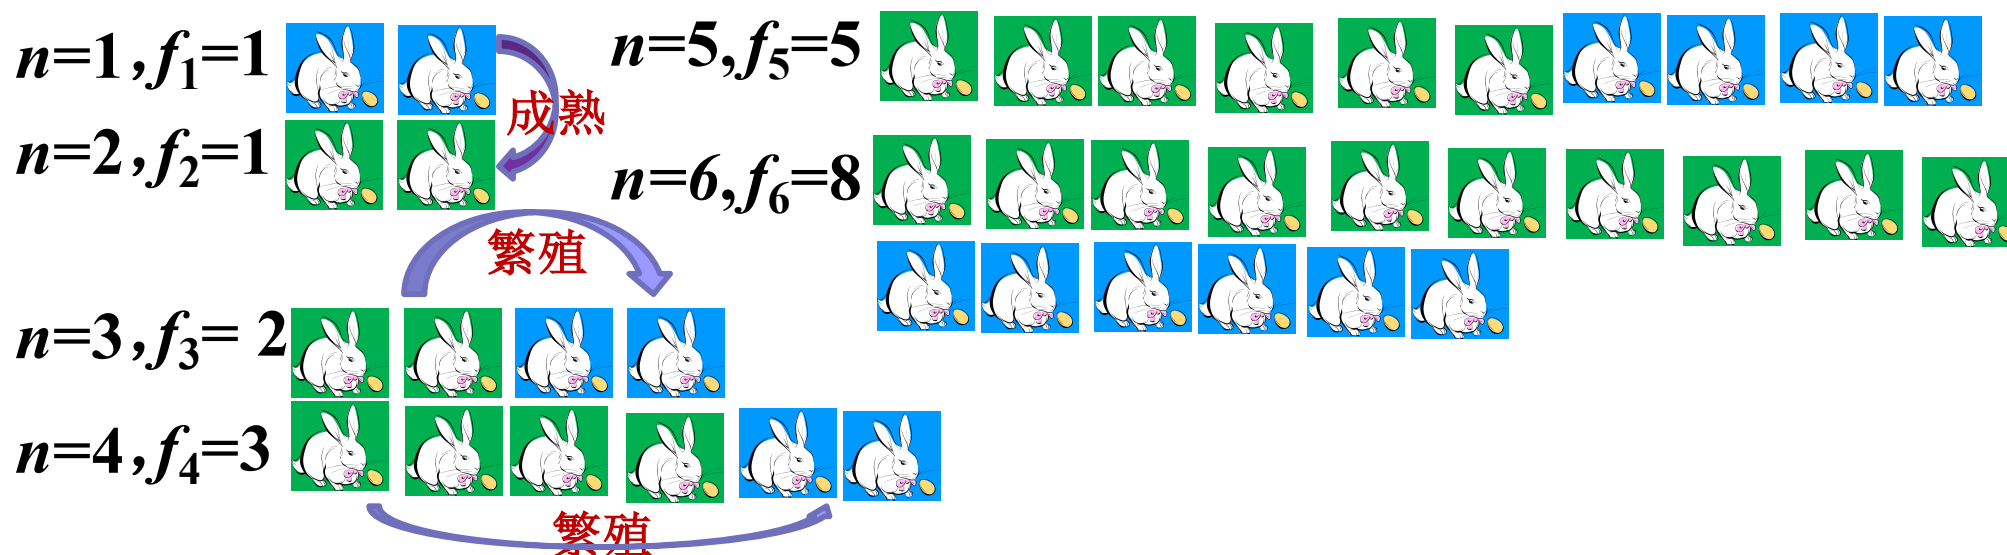 n=1,f1=1
成熟
n=2,f2=1
繁殖
n=3,f3= 2
n=4,f4=3
繁殖
n=5,f5=5
n=6,f6=8